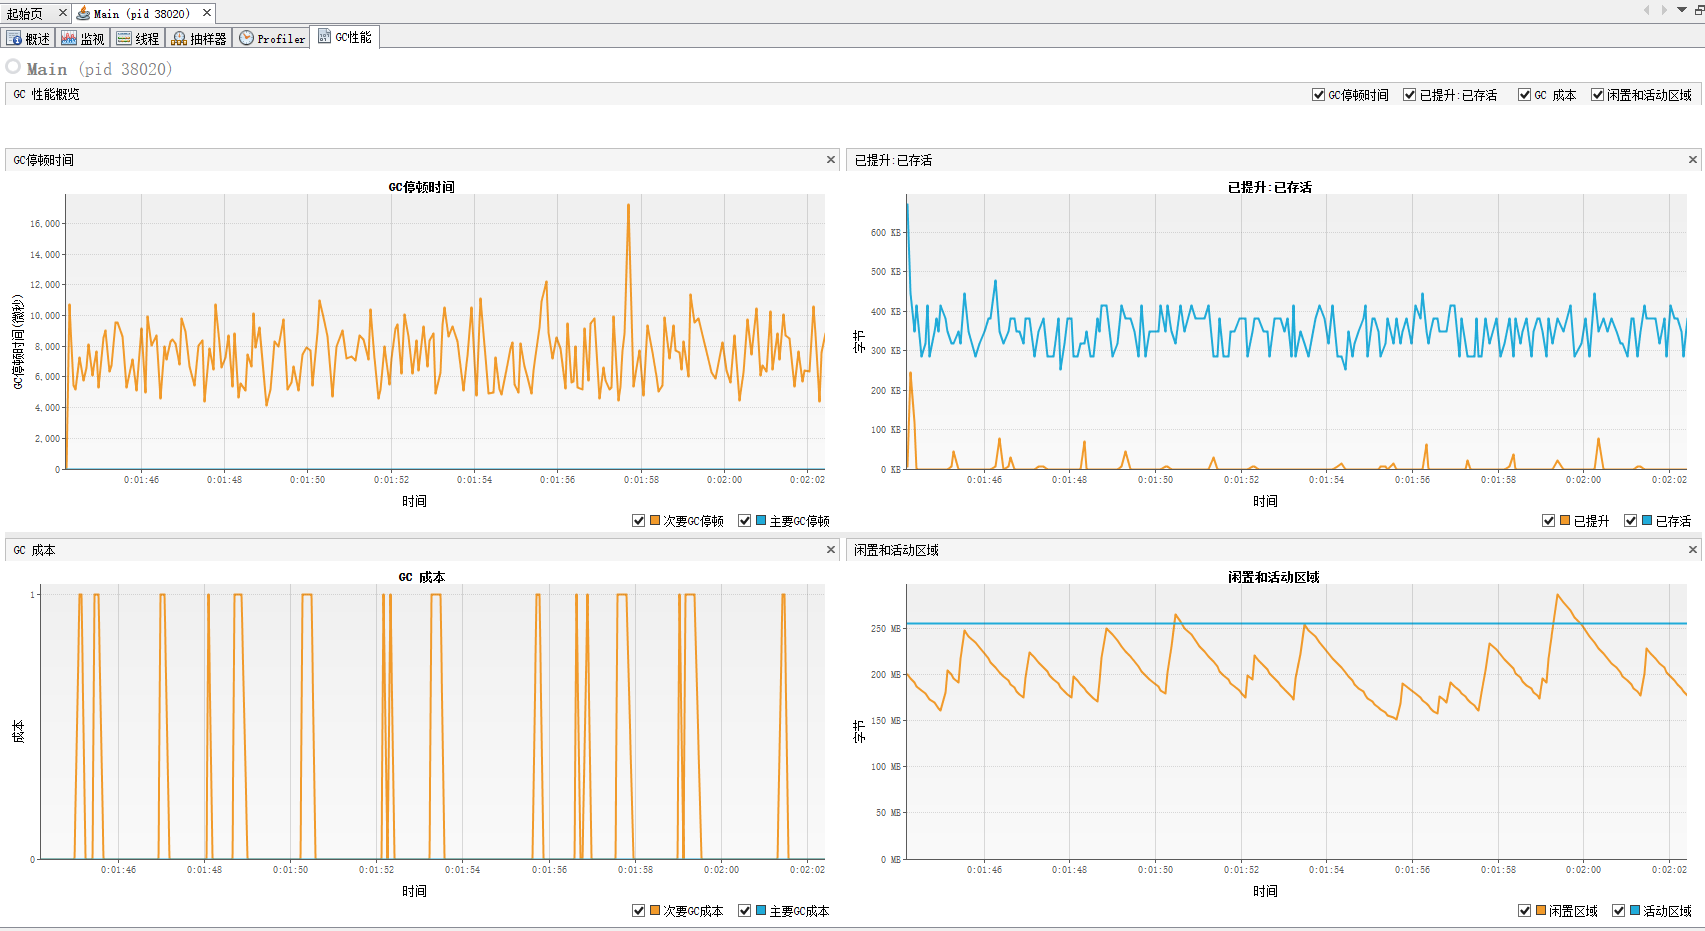 起始页 Main (pid 38020)
概述 监视 线程 抽样器 Profiler GC性能
Main (pid 38020)
GC 性能概览 GC停顿时间 已提升:已存活 GC 成本 闲置和活动区域
GC停顿时间
GC停顿时间
GC停顿时间(微秒)
16,000
14,000
12,000
10,000
8,000
6,000
4,000
2,000
0
0:01:46 0:01:48 0:01:50 0:01:52 0:01:54 0:01:56 0:01:58 0:02:00 0:02:02
时间
次要GC停顿 主要GC停顿
已提升:已存活
已提升:已存活
字节
600 KB
500 KB
400 KB
300 KB
200 KB
100 KB
0 KB
0:01:46 0:01:48 0:01:50 0:01:52 0:01:54 0:01:56 0:01:58 0:02:00 0:02:02
时间
已提升 已存活
GC 成本
GC 成本
成本
1
0
0:01:46 0:01:48 0:01:50 0:01:52 0:01:54 0:01:56 0:01:58 0:02:00 0:02:02
时间
次要GC成本 主要GC成本
闲置和活动区域
闲置和活动区域
字节
250 MB
200 MB
150 MB
100 MB
50 MB
0 MB
0:01:46 0:01:48 0:01:50 0:01:52 0:01:54 0:01:56 0:01:58 0:02:00 0:02:02
时间
闲置区域 活动区域